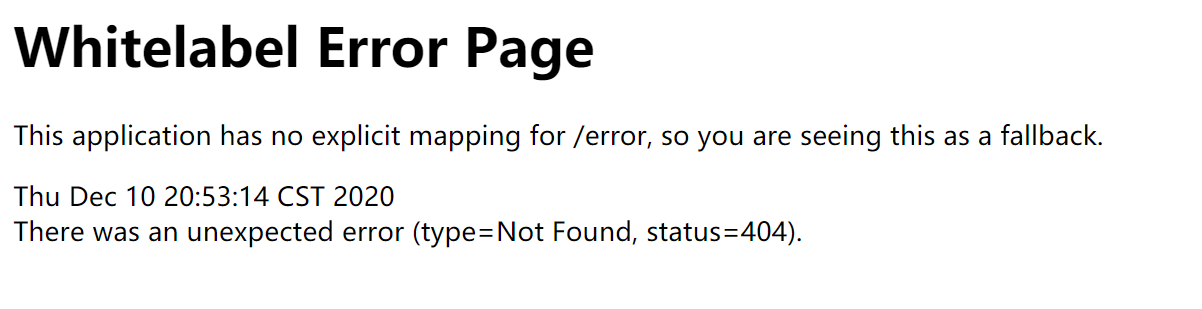 Whitelabel Error Page
This application has no explicit mapping for /error, so you are seeing this as a fallback.
Thu Dec 10 20:53:14 CST 2020
There was an unexpected error (type=Not Found, status=404).